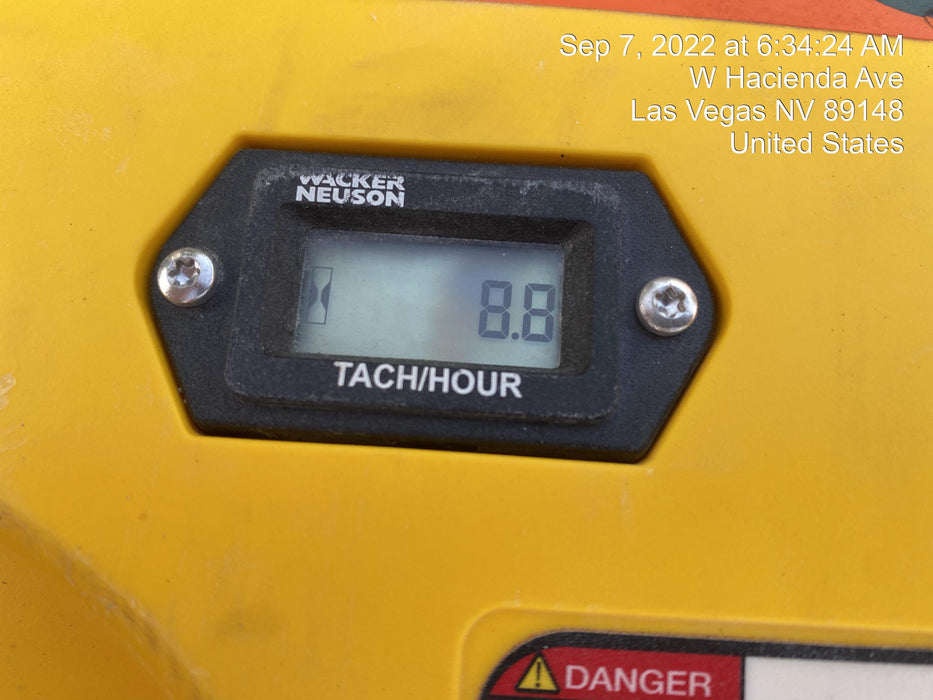 Sep 7, 2022 at 6:34:24 AM
W Hacienda Ave
Las Vegas NV 89148
United States
WACKER
NEUSON
8.8
TACH/HOUR
DANGER